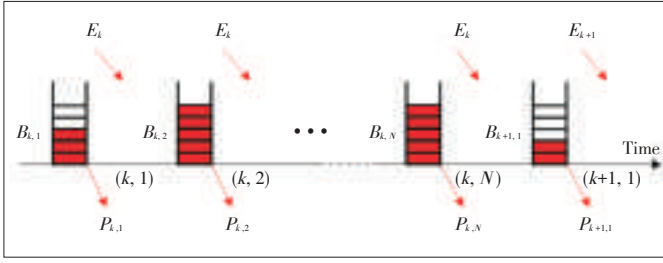 E_k E_k E_k E_{k+1}
B_{k,1} B_{k,2} ••• B_{k,N} B_{k+1,1}
Time
(k, 1) (k, 2) (k, N) (k+1, 1)
P_{k,1} P_{k,2} P_{k,N} P_{k+1,1}